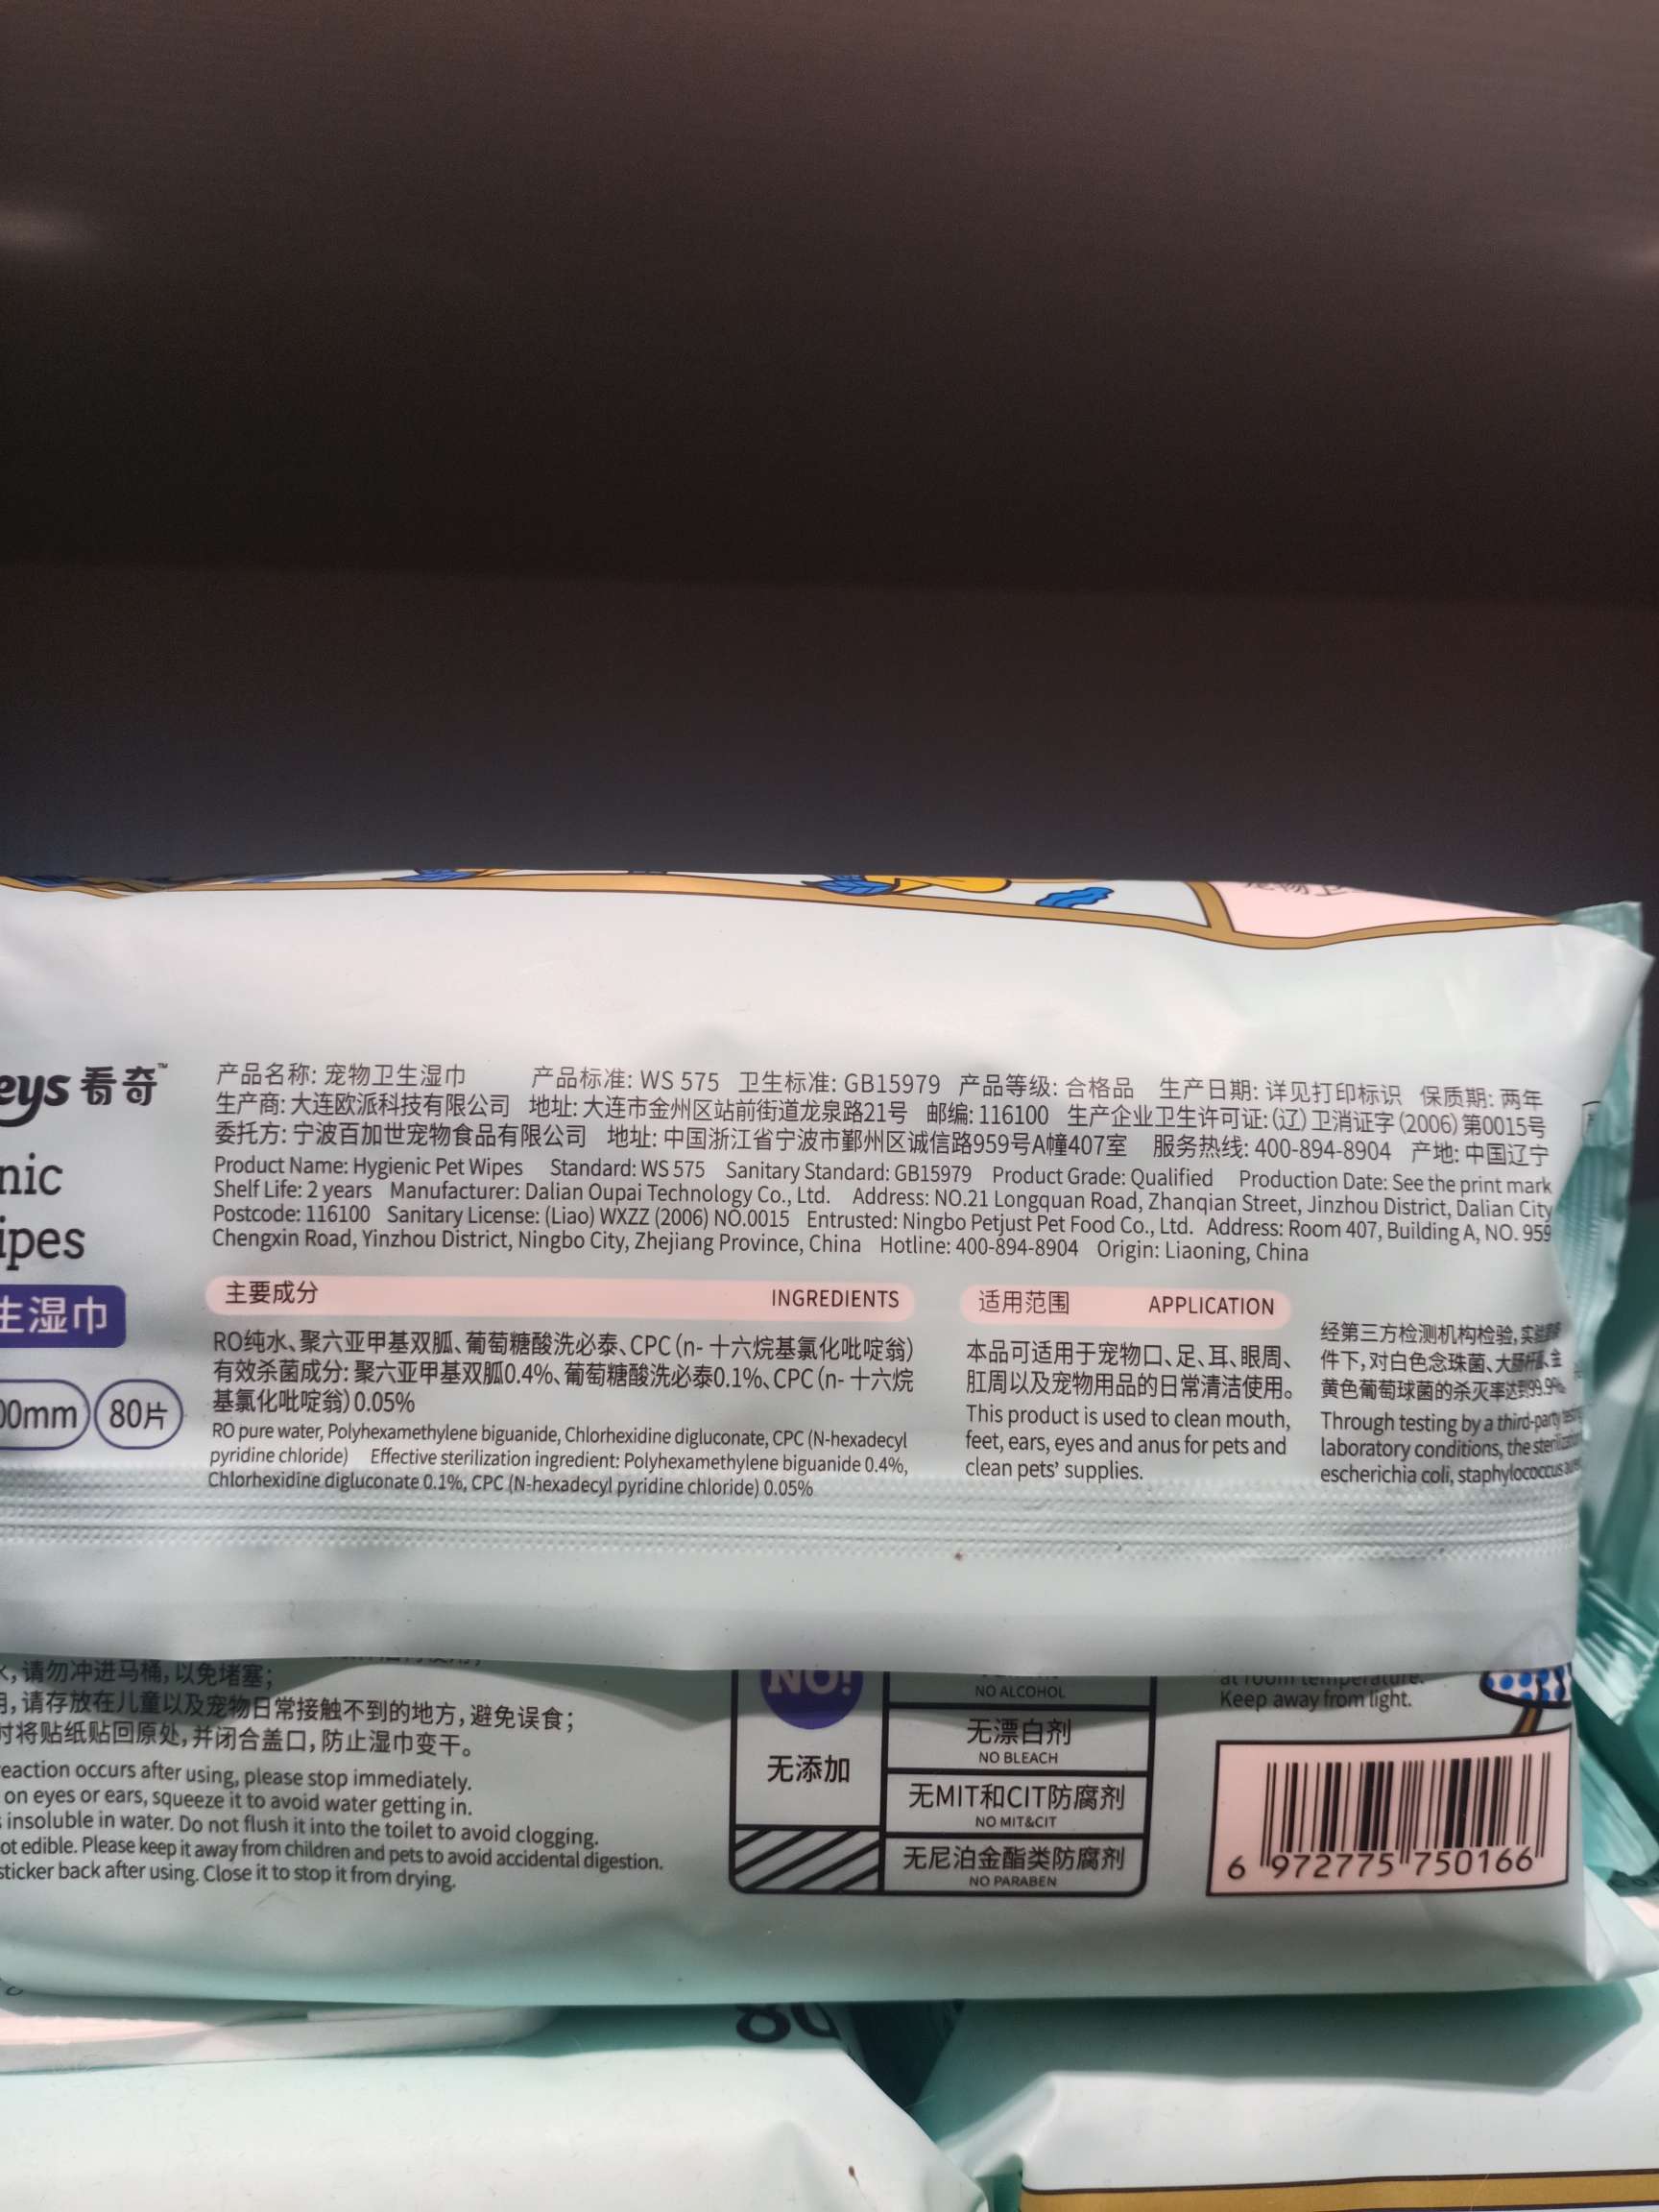 eys 看奇™
nic
ipes
生湿巾
00mm 80片
产品名称: 宠物卫生湿巾 产品标准: WS 575 卫生标准: GB15979 产品等级: 合格品 生产日期: 详见打印标识 保质期: 两年
生产商: 大连欧派科技有限公司 地址: 大连市金州区站前街道龙泉路21号 邮编: 116100 生产企业卫生许可证: (辽) 卫消证字 (2006) 第0015号
委托方: 宁波百加世宠物食品有限公司 地址: 中国浙江省宁波市鄞州区诚信路959号A幢407室 服务热线: 400-894-8904 产地: 中国辽宁
Product Name: Hygienic Pet Wipes Standard: WS 575 Sanitary Standard: GB15979 Product Grade: Qualified Production Date: See the print mark
Shelf Life: 2 years Manufacturer: Dalian Oupai Technology Co., Ltd. Address: NO.21 Longquan Road, Zhanqian Street, Jinzhou District, Dalian City
Postcode: 116100 Sanitary License: (Liao) WXZZ (2006) NO.0015 Entrusted: Ningbo Petjust Pet Food Co., Ltd. Address: Room 407, Building A, NO. 959
Chengxin Road, Yinzhou District, Ningbo City, Zhejiang Province, China Hotline: 400-894-8904 Origin: Liaoning, China
主要成分 INGREDIENTS
RO纯水、聚六亚甲基双胍、葡萄糖酸洗必泰、CPC (n- 十六烷基氯化吡啶翁)
有效杀菌成分: 聚六亚甲基双胍0.4%、葡萄糖酸洗必泰0.1%、CPC (n- 十六烷
基氯化吡啶翁) 0.05%
RO pure water, Polyhexamethylene biguanide, Chlorhexidine digluconate, CPC (N-hexadecyl
pyridine chloride) Effective sterilization ingredient: Polyhexamethylene biguanide 0.4%,
Chlorhexidine digluconate 0.1%, CPC (N-hexadecyl pyridine chloride) 0.05%
适用范围 APPLICATION
本品可适用于宠物口、足、耳、眼周、
肛周以及宠物用品的日常清洁使用。
This product is used to clean mouth,
feet, ears, eyes and anus for pets and
clean pets' supplies.
经第三方检测机构检验,
件下, 对白色念珠菌、大肠杆菌、金
黄色葡萄球菌的杀灭率达到99.9%
Through testing by a third-party
laboratory conditions, the
escherichia coli, staphylococcus
请勿冲进马桶, 以免堵塞;
请存放在儿童以及宠物日常接触不到的地方, 避免误食;
时将贴纸贴回原处, 并闭合盖口, 防止湿巾变干。
eaction occurs after using, please stop immediately.
on eyes or ears, squeeze it to avoid water getting in.
insoluble in water. Do not flush it into the toilet to avoid clogging.
ot edible. Please keep it away from children and pets to avoid accidental digestion.
sticker back after using. Close it to stop it from drying.
NO!
无添加
NO ALCOHOL
无漂白剂
NO BLEACH
无MIT和CIT防腐剂
NO MIT&CIT
无尼泊金酯类防腐剂
NO PARABEN
at room temperature.
Keep away from light.
6 972775 750166
80